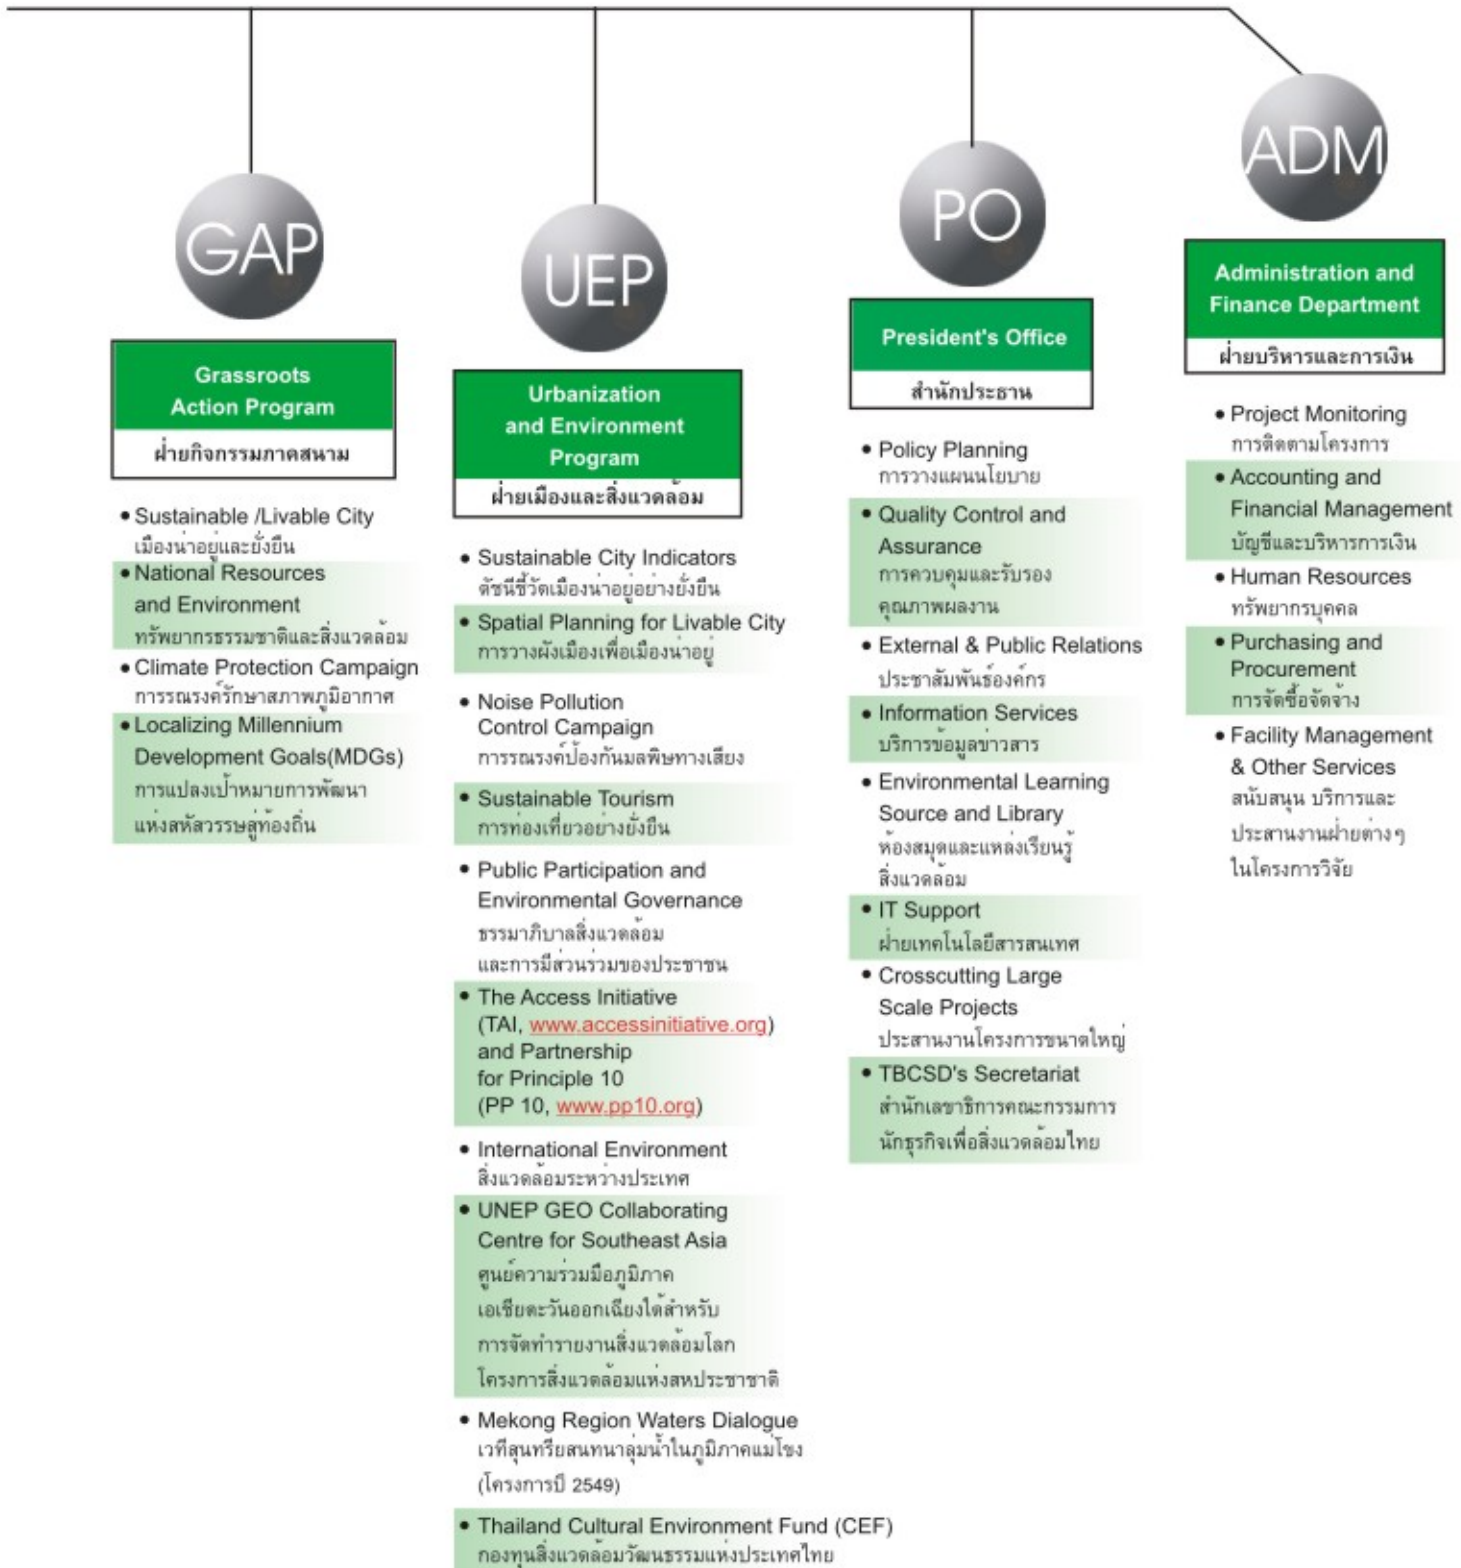 GAP
Grassroots
Action Program
ฝ่ายกิจกรรมภาคสนาม
• Sustainable /Livable City
เมืองน่าอยู่และยั่งยืน
• National Resources
and Environment
ทรัพยากรธรรมชาติและสิ่งแวดล้อม
• Climate Protection Campaign
การรณรงค์รักษาสภาพภูมิอากาศ
• Localizing Millennium
Development Goals(MDGs)
การแปลงเป้าหมายการพัฒนา
แห่งสหัสวรรษสู่ท้องถิ่น
UEP
Urbanization
and Environment
Program
ฝ่ายเมืองและสิ่งแวดล้อม
• Sustainable City Indicators
ดัชนีชี้วัดเมืองน่าอยู่อย่างยั่งยืน
• Spatial Planning for Livable City
การวางผังเมืองเพื่อเมืองน่าอยู่
• Noise Pollution
Control Campaign
การรณรงค์ป้องกันมลพิษทางเสียง
• Sustainable Tourism
การท่องเที่ยวอย่างยั่งยืน
• Public Participation and
Environmental Governance
ธรรมาภิบาลสิ่งแวดล้อม
และการมีส่วนร่วมของประชาชน
• The Access Initiative
(TAI, www.accessinitiative.org)
and Partnership
for Principle 10
(PP 10, www.pp10.org)
• International Environment
สิ่งแวดล้อมระหว่างประเทศ
• UNEP GEO Collaborating
Centre for Southeast Asia
ศูนย์ความร่วมมือภูมิภาค
เอเชียตะวันออกเฉียงใต้สำหรับ
การจัดทำรายงานสิ่งแวดล้อมโลก
โครงการสิ่งแวดล้อมแห่งสหประชาชาติ
• Mekong Region Waters Dialogue
เวทีสุนทรียสนทนาลุ่มน้ำในภูมิภาคแม่โขง
(โครงการปี 2549)
• Thailand Cultural Environment Fund (CEF)
กองทุนสิ่งแวดล้อมวัฒนธรรมแห่งประเทศไทย
PO
President's Office
สำนักประธาน
• Policy Planning
การวางแผนนโยบาย
• Quality Control and
Assurance
การควบคุมและรับรอง
คุณภาพผลงาน
• External & Public Relations
ประชาสัมพันธ์องค์กร
• Information Services
บริการข้อมูลข่าวสาร
• Environmental Learning
Source and Library
ห้องสมุดและแหล่งเรียนรู้
สิ่งแวดล้อม
• IT Support
ฝ่ายเทคโนโลยีสารสนเทศ
• Crosscutting Large
Scale Projects
ประสานงานโครงการขนาดใหญ่
• TBCSD's Secretariat
สำนักเลขาธิการคณะกรรมการ
นักธุรกิจเพื่อสิ่งแวดล้อมไทย
ADM
Administration and
Finance Department
ฝ่ายบริหารและการเงิน
• Project Monitoring
การติดตามโครงการ
• Accounting and
Financial Management
บัญชีและบริหารการเงิน
• Human Resources
ทรัพยากรบุคคล
• Purchasing and
Procurement
การจัดซื้อจัดจ้าง
• Facility Management
& Other Services
สนับสนุน บริการและ
ประสานงานฝ่ายต่างๆ
ในโครงการวิจัย